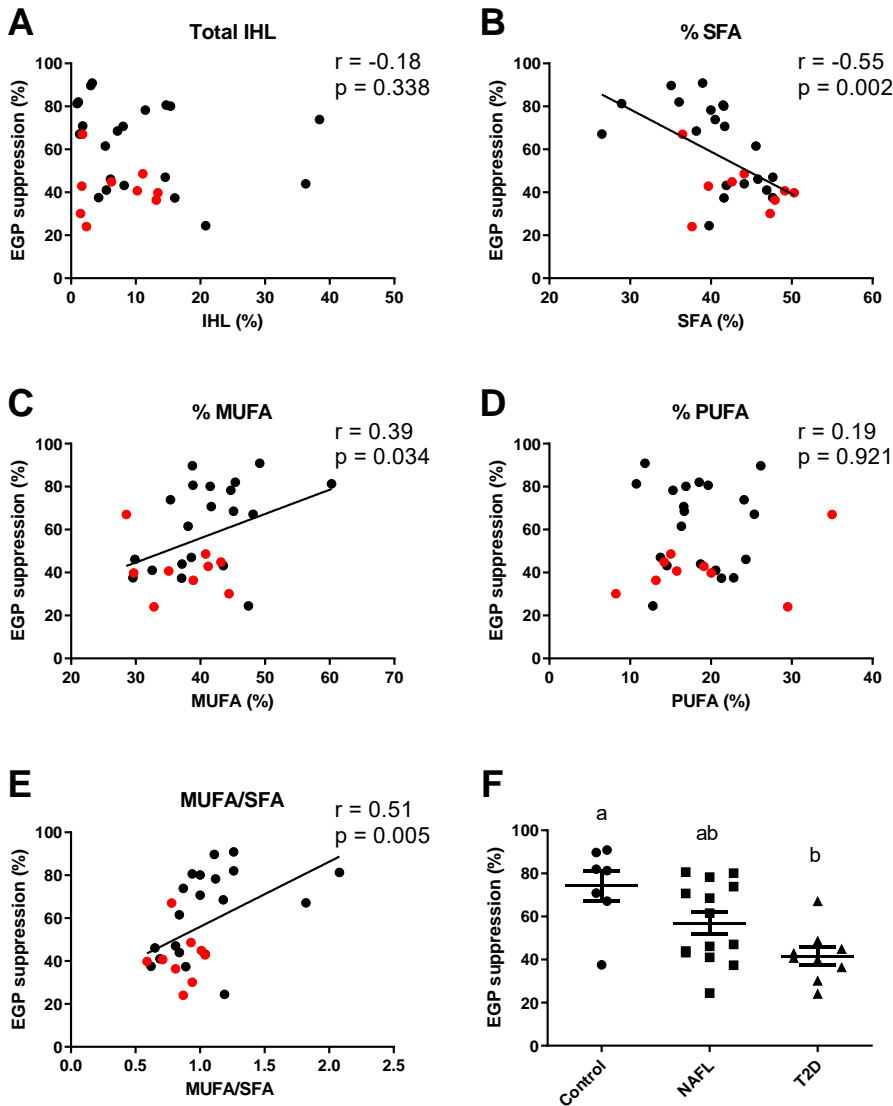 A
Total IHL
r = -0.18
p = 0.338
EGP suppression (%)
100
80
60
40
20
0
0 10 20 30 40 50
IHL (%)
B
% SFA
r = -0.55
p = 0.002
EGP suppression (%)
100
80
60
40
20
0
20 30 40 50 60
SFA (%)
C
% MUFA
r = 0.39
p = 0.034
EGP suppression (%)
100
80
60
40
20
0
20 30 40 50 60 70
MUFA (%)
D
% PUFA
r = 0.19
p = 0.921
EGP suppression (%)
100
80
60
40
20
0
0 10 20 30 40
PUFA (%)
E
MUFA/SFA
r = 0.51
p = 0.005
EGP suppression (%)
100
80
60
40
20
0
0.0 0.5 1.0 1.5 2.0 2.5
MUFA/SFA
F
a
ab
b
EGP suppression (%)
100
80
60
40
20
0
Control
NAFL
T2D